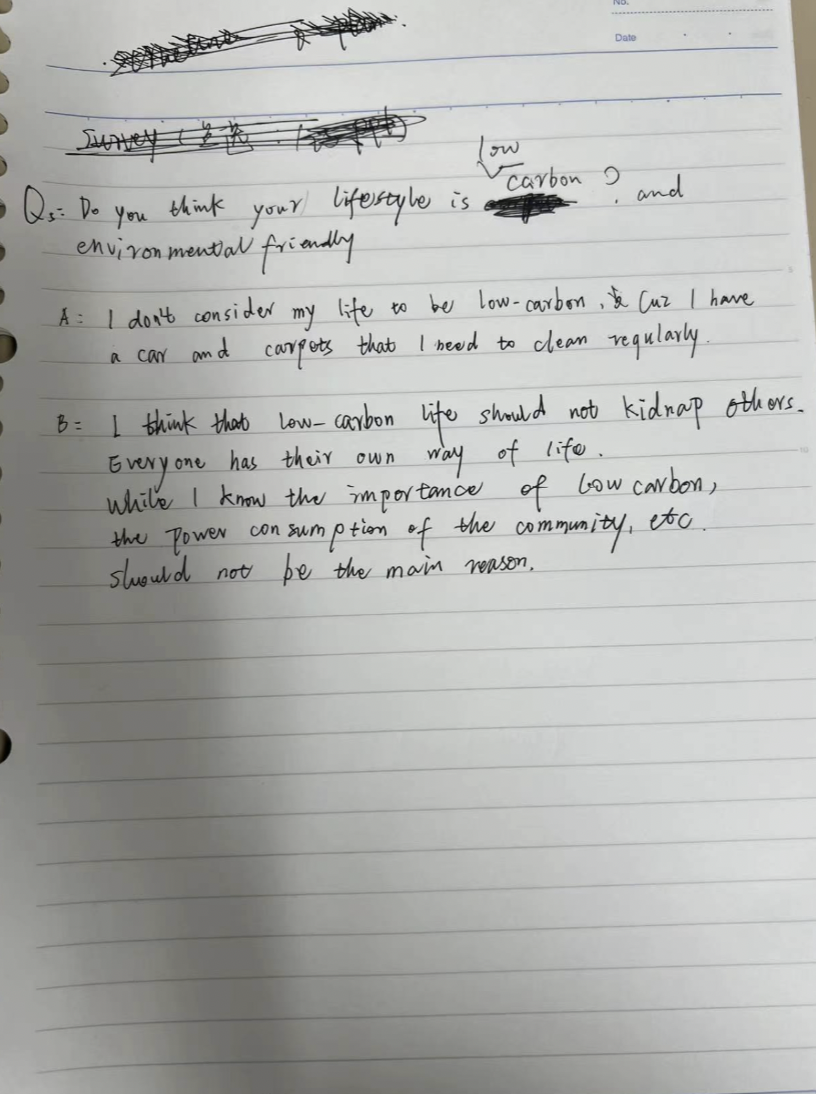 No.
Date
Survey
low
Q3: Do you think your lifestyle is carbon ? and
environmental friendly
A: I don't consider my life to be low-carbon, Cuz I have
a car and carpets that I need to clean regularly.
B: I think that low-carbon life should not kidnap others.
Everyone has their own way of life.
While I know the importance of low carbon,
the power consumption of the community, etc.
should not be the main reason.